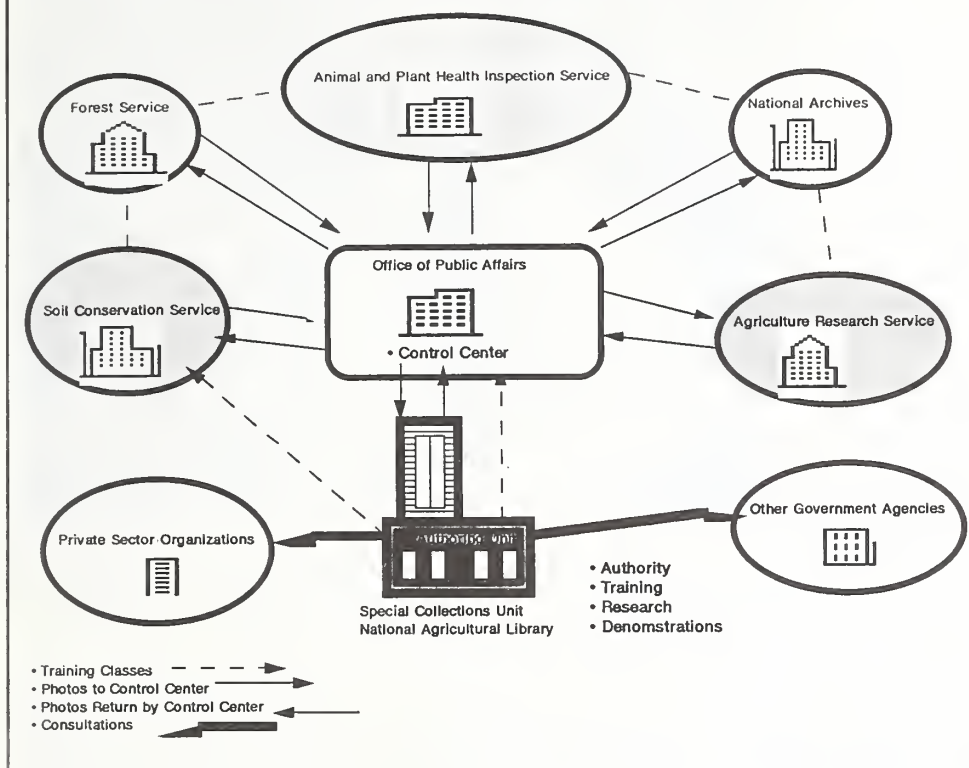 Animal and Plant Health Inspection Service
Forest Service
National Archives
Office of Public Affairs
• Control Center
Soil Conservation Service
Agriculture Research Service
Private Sector Organizations
Authoring Unit
Other Government Agencies
Special Collections Unit
National Agricultural Library
• Authority
• Training
• Research
• Denomstrations
• Training Classes
• Photos to Control Center
• Photos Return by Control Center
• Consultations